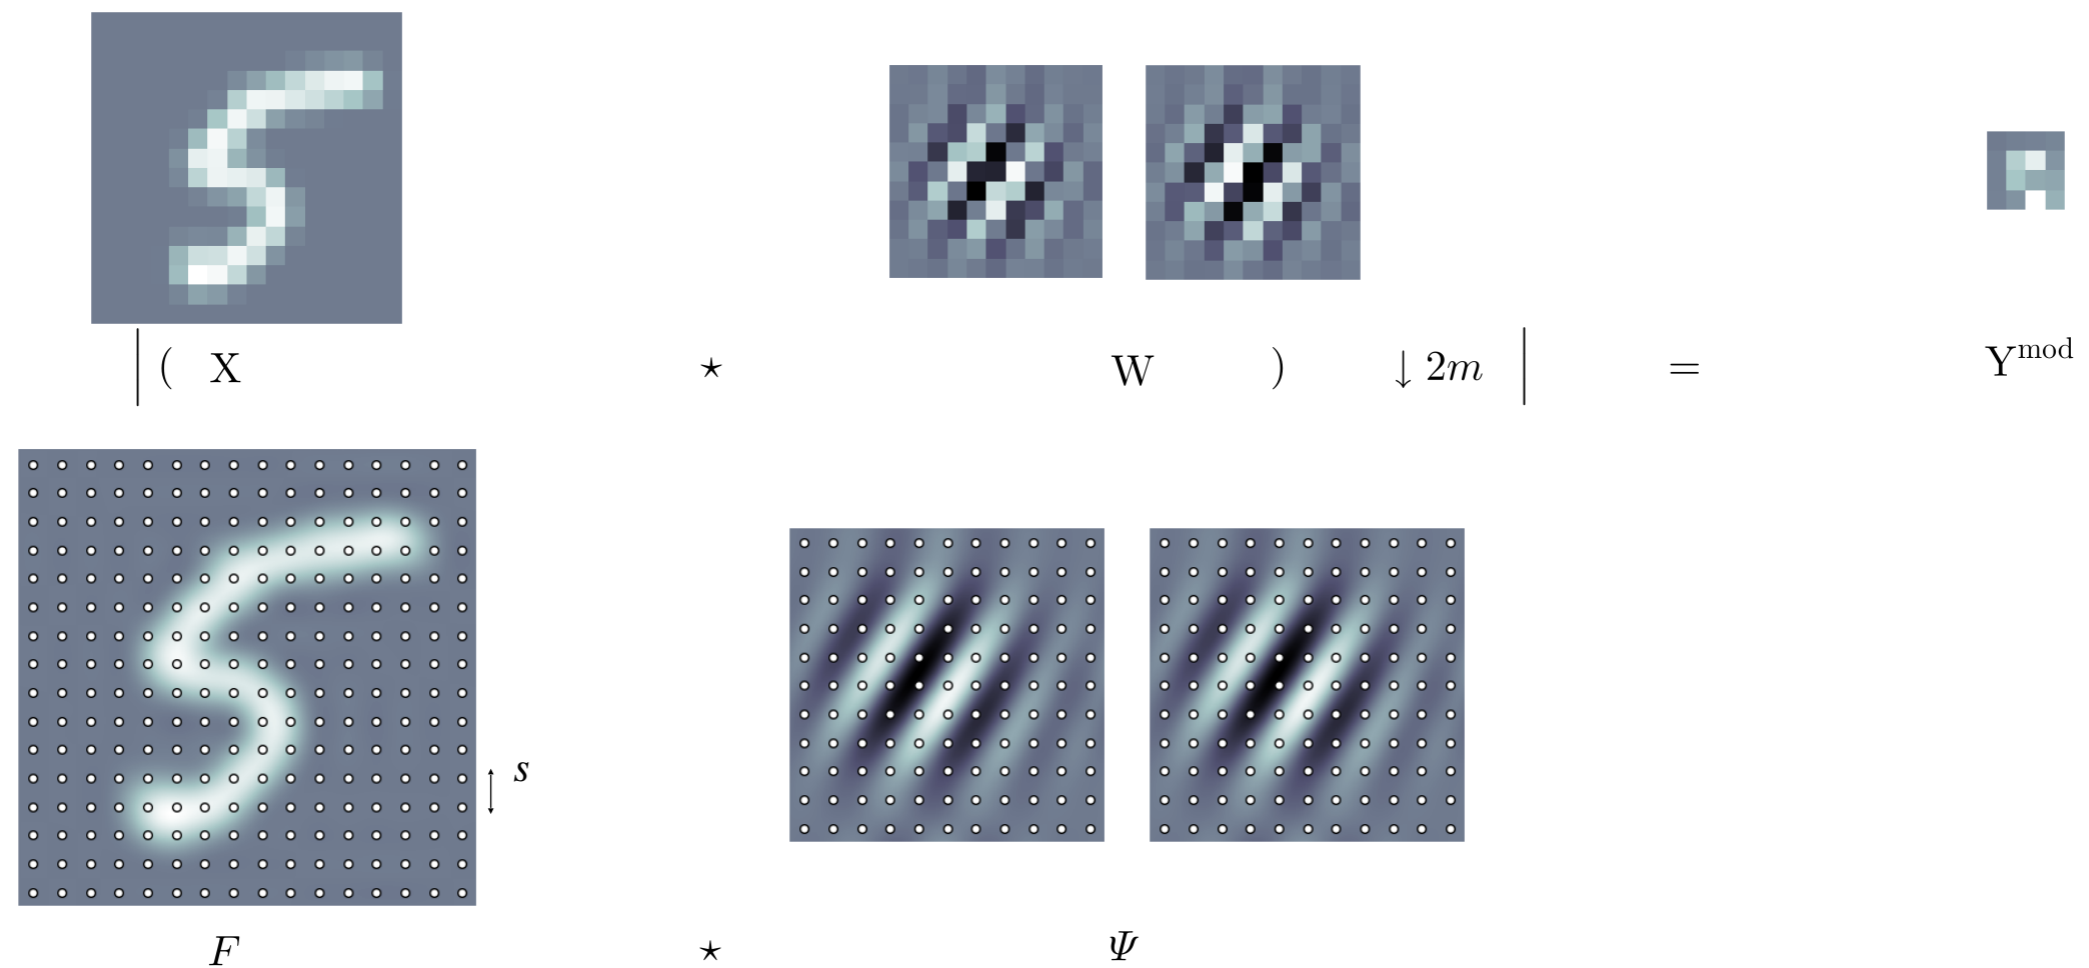 | ( X ⋆ W ) ↓ 2m | = Y^mod
s
F ⋆ Ψ